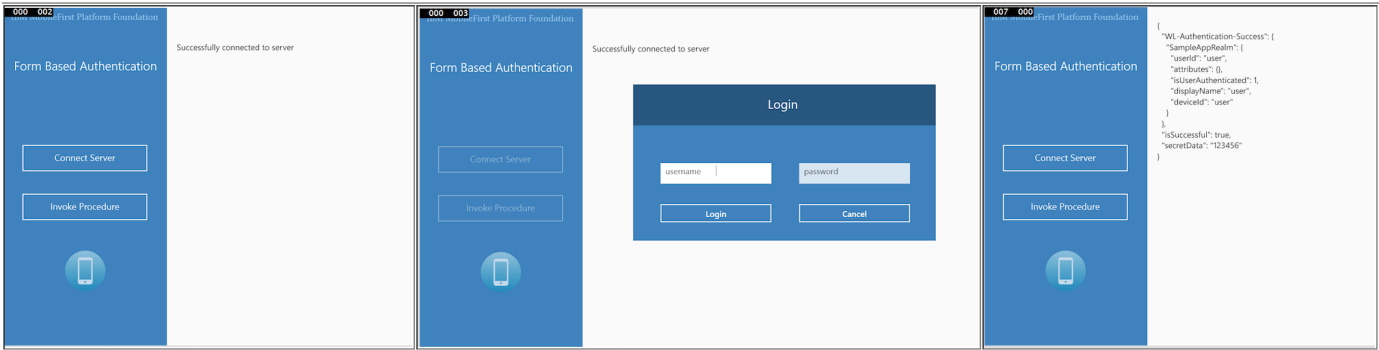 000 002
IBM MobileFirst Platform Foundation
Form Based Authentication
Connect Server
Invoke Procedure
Successfully connected to server
000 003
IBM MobileFirst Platform Foundation
Form Based Authentication
Connect Server
Invoke Procedure
Successfully connected to server
Login
username password
Login Cancel
007 000
IBM MobileFirst Platform Foundation
Form Based Authentication
Connect Server
Invoke Procedure
{
"WL-Authentication-Success": {
"SampleAppRealm": {
"userId": "user",
"attributes": {},
"isUserAuthenticated": 1,
"displayName": "user",
"deviceId": "user"
}
},
"isSuccessful": true,
"secretData": "123456"
}